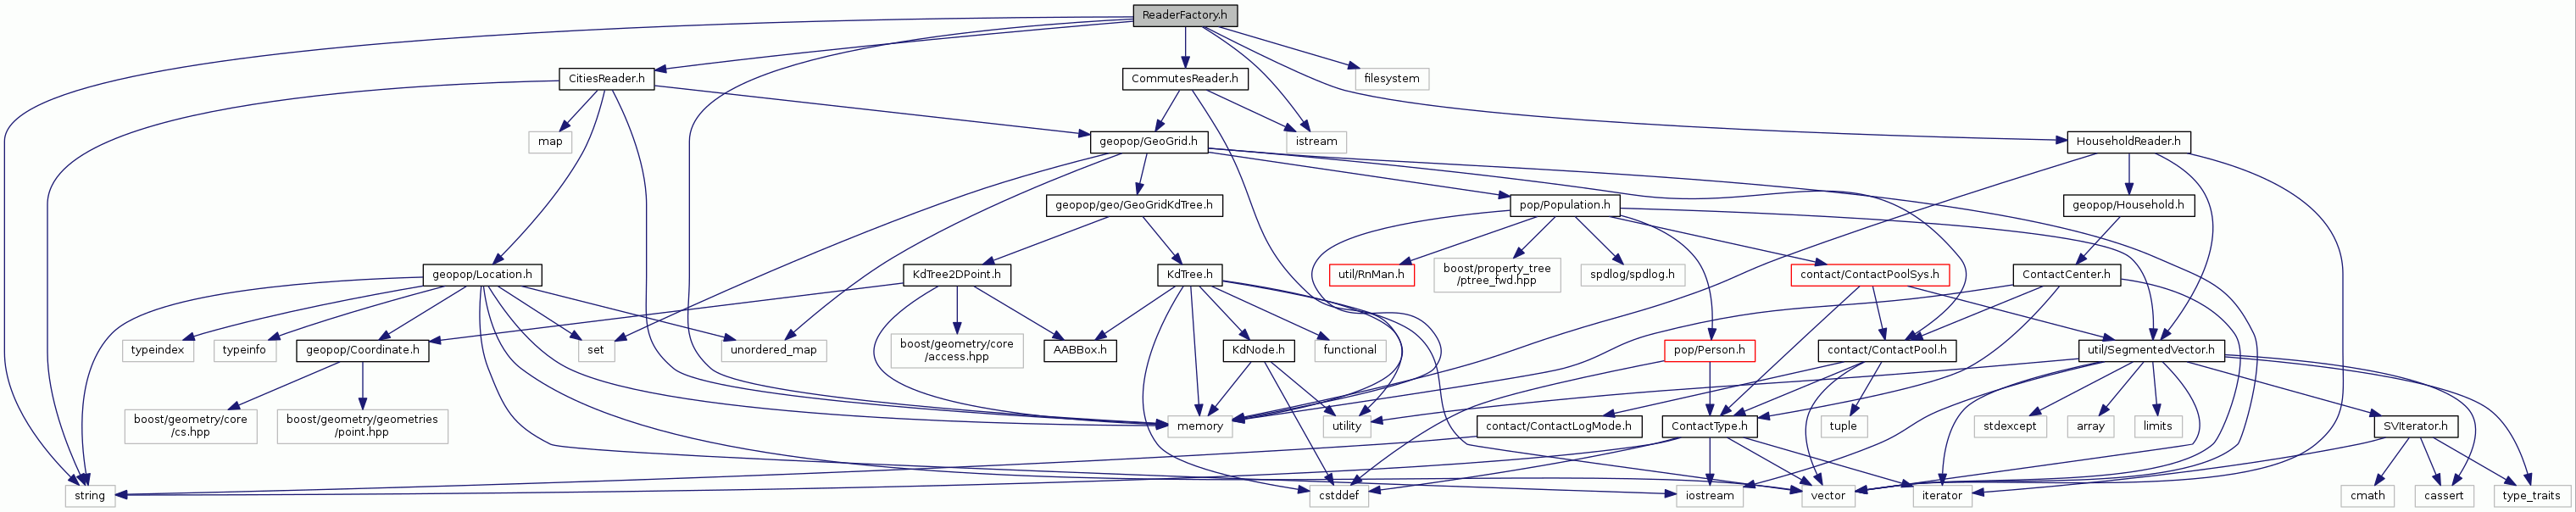 ReaderFactory.h
CitiesReader.h
CommutesReader.h
filesystem
map
geopop/GeoGrid.h
istream
HouseholdReader.h
geopop/geo/GeoGridKdTree.h
pop/Population.h
geopop/Household.h
geopop/Location.h
KdTree2DPoint.h
KdTree.h
util/RnMan.h
boost/property_tree
/ptree_fwd.hpp
spdlog/spdlog.h
contact/ContactPoolSys.h
ContactCenter.h
typeindex
typeinfo
geopop/Coordinate.h
set
unordered_map
boost/geometry/core
/access.hpp
AABBox.h
KdNode.h
functional
pop/Person.h
contact/ContactPool.h
util/SegmentedVector.h
boost/geometry/core
/cs.hpp
boost/geometry/geometries
/point.hpp
memory
utility
contact/ContactLogMode.h
ContactType.h
tuple
stdexcept
array
limits
SVIterator.h
string
cstddef
iostream
vector
iterator
cmath
cassert
type_traits